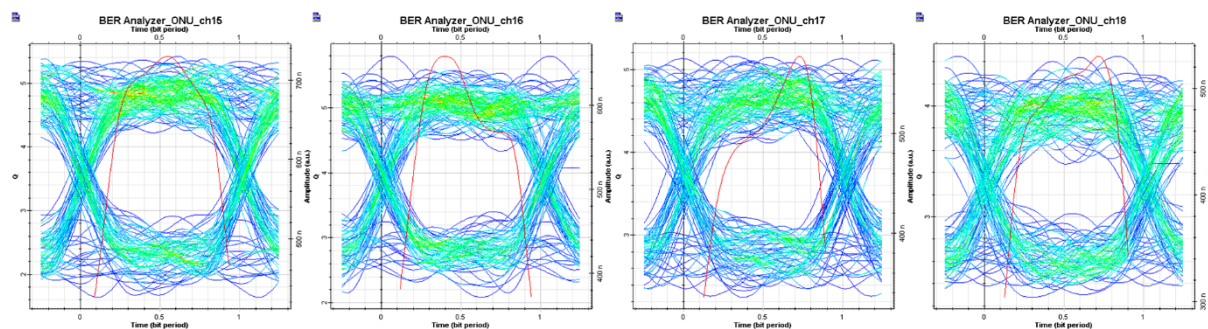 BER Analyzer_ONU_ch15
Time (bit period)
0 0.5 1
Q
5
4
3
2
Amplitude (a.u.)
700 n
600 n
500 n
0 0.5 1
Time (bit period)
BER Analyzer_ONU_ch16
Time (bit period)
0 0.5 1
Q
5
4
3
2
Amplitude (a.u.)
600 n
500 n
400 n
0 0.5 1
Time (bit period)
BER Analyzer_ONU_ch17
Time (bit period)
0 0.5 1
Q
5
4
3
Amplitude (a.u.)
500 n
400 n
0 0.5 1
Time (bit period)
BER Analyzer_ONU_ch18
Time (bit period)
0 0.5 1
Q
4
3
Amplitude (a.u.)
500 n
400 n
300 n
0 0.5 1
Time (bit period)